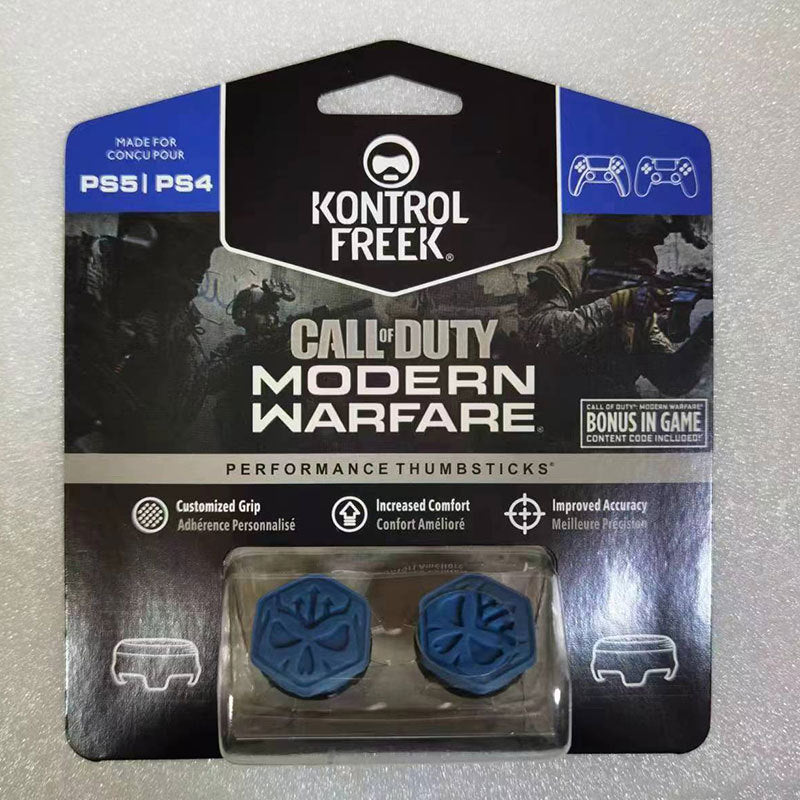 MADE FOR
CONÇU POUR
PS5 | PS4
KONTROL
FREEK®
CALL OF DUTY
MODERN
WARFARE®
CALL OF DUTY®: MODERN WARFARE®
BONUS IN GAME
CONTENT CODE INCLUDED!
PERFORMANCE THUMBSTICKS®
Customized Grip
Adhérence Personnalisé
Increased Comfort
Confort Amélioré
Improved Accuracy
Meilleure Précision